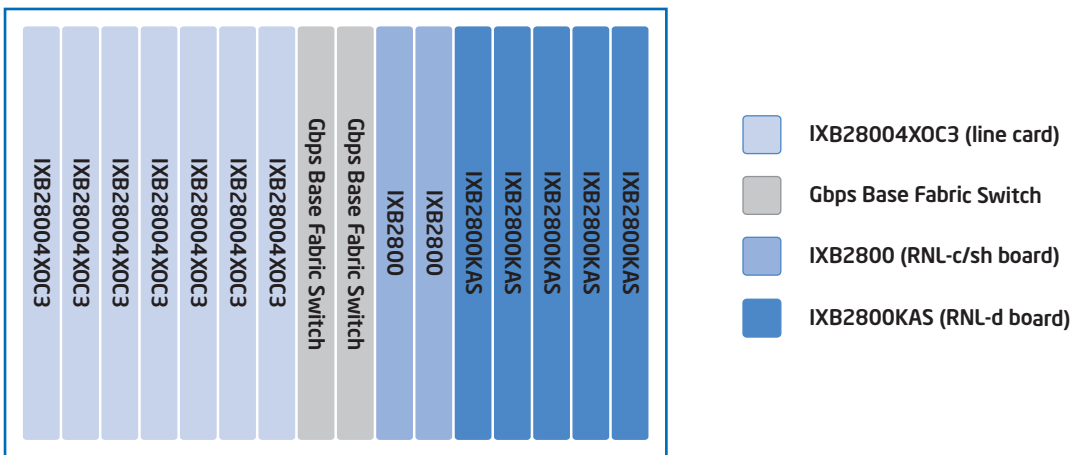 IXB28004XOC3
IXB28004XOC3
IXB28004XOC3
IXB28004XOC3
IXB28004XOC3
IXB28004XOC3
IXB28004XOC3
Gbps Base Fabric Switch
Gbps Base Fabric Switch
IXB2800
IXB2800
IXB2800KAS
IXB2800KAS
IXB2800KAS
IXB2800KAS
IXB2800KAS
IXB28004XOC3 (line card)
Gbps Base Fabric Switch
IXB2800 (RNL-c/sh board)
IXB2800KAS (RNL-d board)